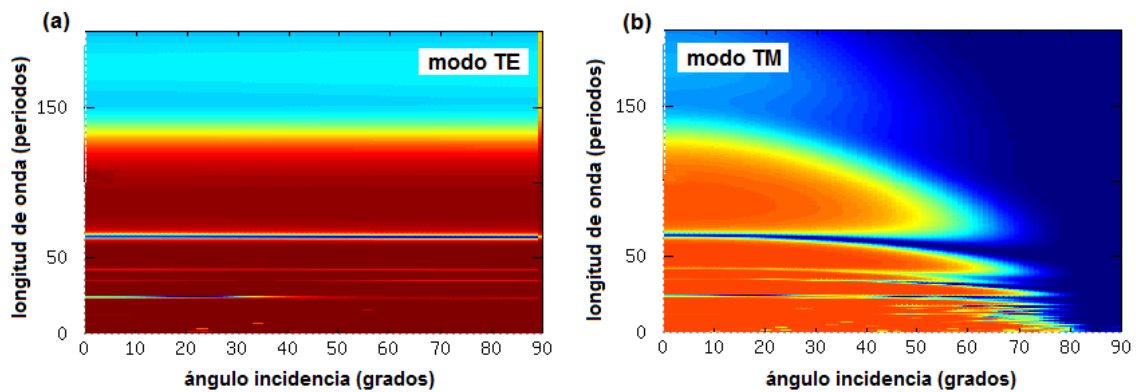 (a)
modo TE
longitud de onda (periodos)
150
50
0
0 10 20 30 40 50 60 70 80 90
ángulo incidencia (grados)
(b)
modo TM
longitud de onda (periodos)
150
50
0
0 10 20 30 40 50 60 70 80 90
ángulo incidencia (grados)